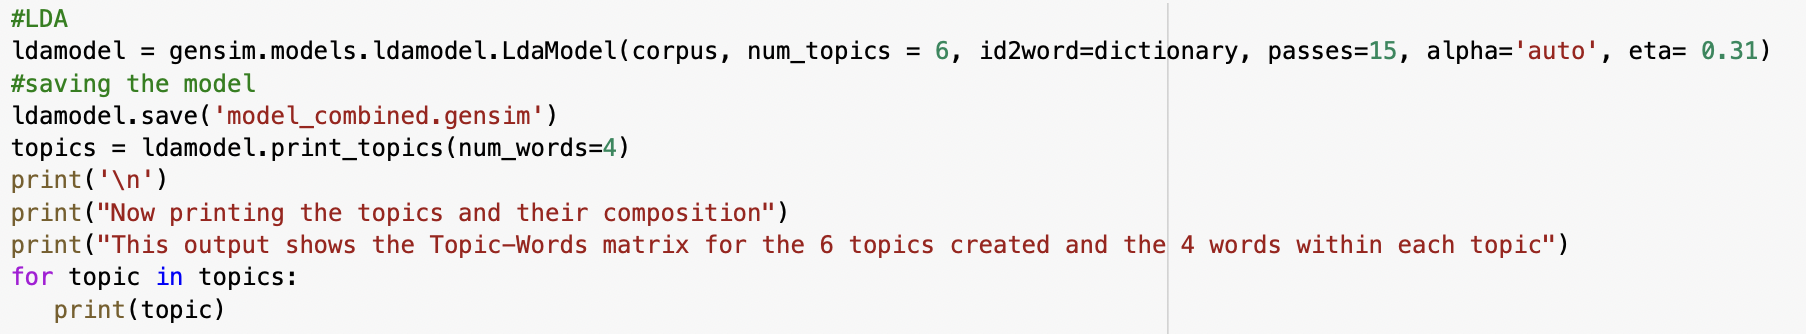 #LDA
ldamodel = gensim.models.ldamodel.LdaModel(corpus, num_topics = 6, id2word=dictionary, passes=15, alpha='auto', eta= 0.31)
#saving the model
ldamodel.save('model_combined.gensim')
topics = ldamodel.print_topics(num_words=4)
print('\n')
print("Now printing the topics and their composition")
print("This output shows the Topic-Words matrix for the 6 topics created and the 4 words within each topic")
for topic in topics:
   print(topic)